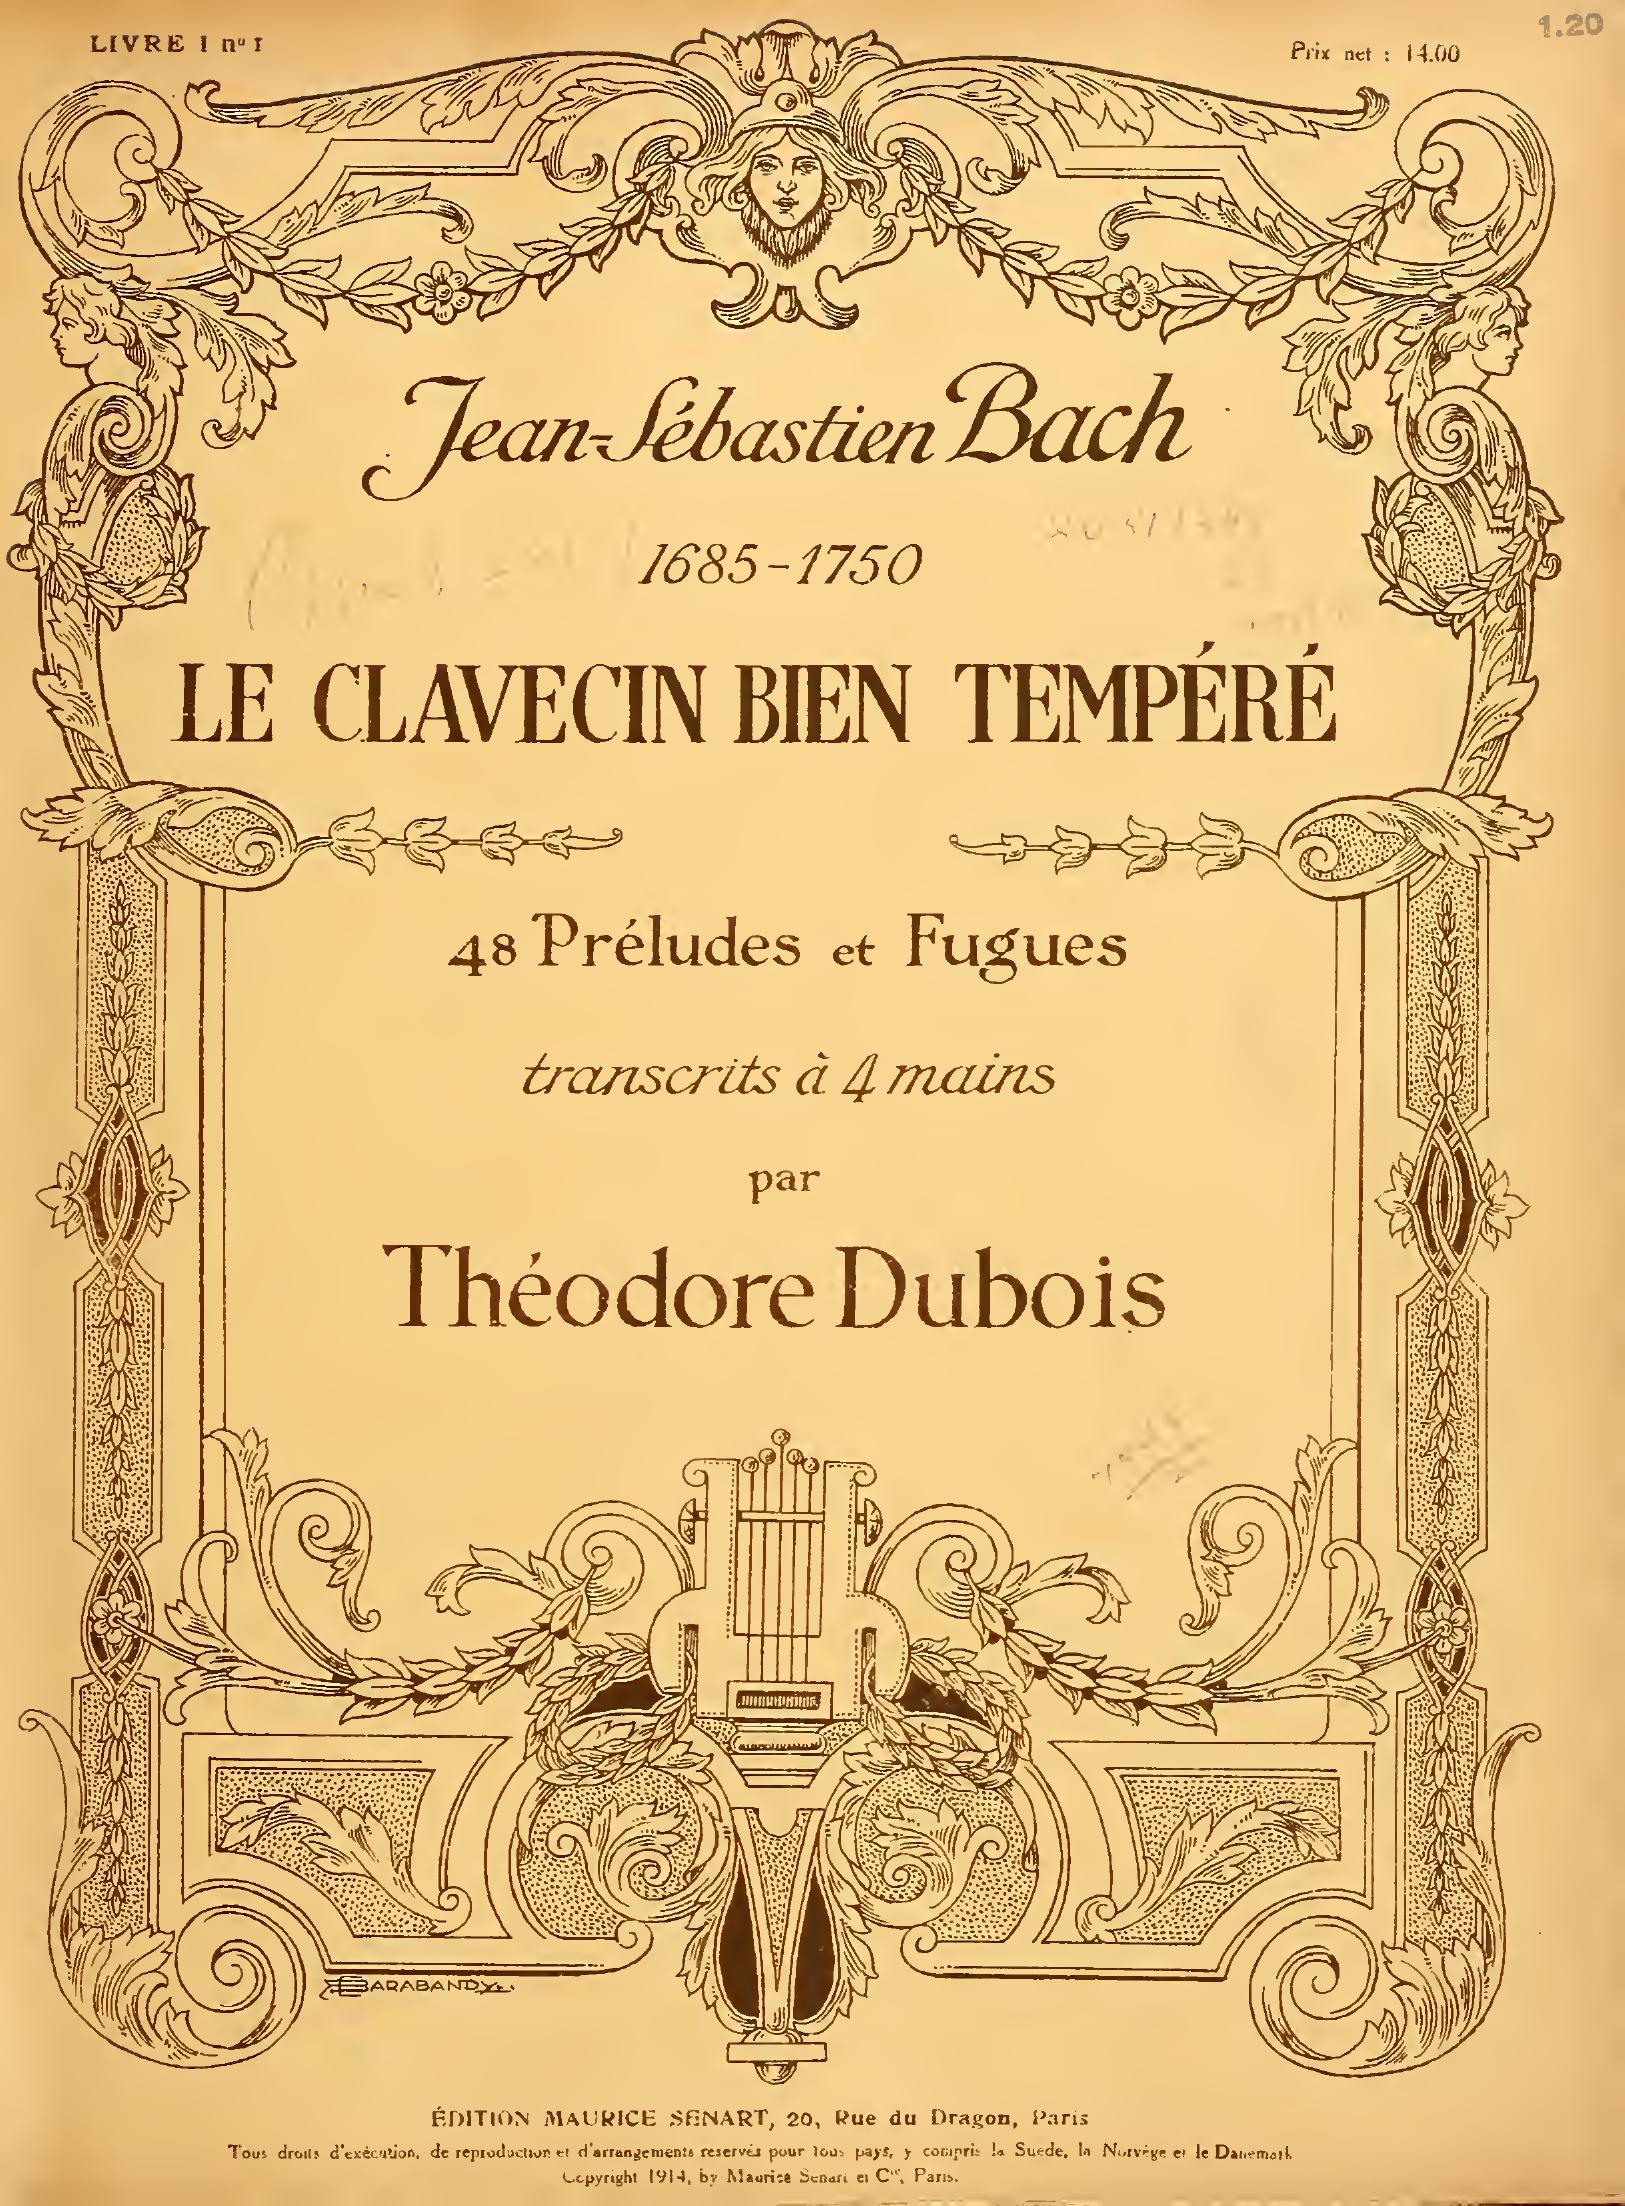 1.20
LIVRE I nº 1
Prix net : 14.00
Jean-Sébastien Bach
1685-1750
LE CLAVECIN BIEN TEMPÉRÉ
48 Préludes et Fugues
transcrits à 4 mains
par
Théodore Dubois
BARABANDY
ÉDITION MAURICE SENART, 20, Rue du Dragon, Paris
Tous droits d'exécution, de reproduction et d'arrangements reservés pour tous pays, y compris la Suede, la Norvège et le Danemark
Copyright 1914, by Maurice Senart et Cie, Paris.